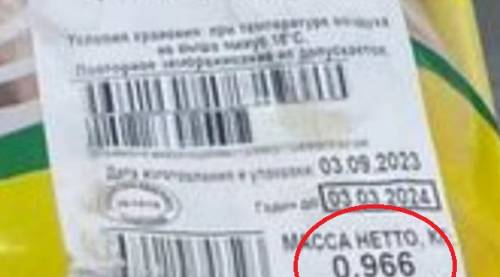 Условия хранения: при температуре воздуха
не выше минус 18°С.
Повторное замораживание не допускается.
Дата изготовления и упаковки: 03.09.2023
Годен до 03.03.2024
МАССА НЕТТО, К
0.966